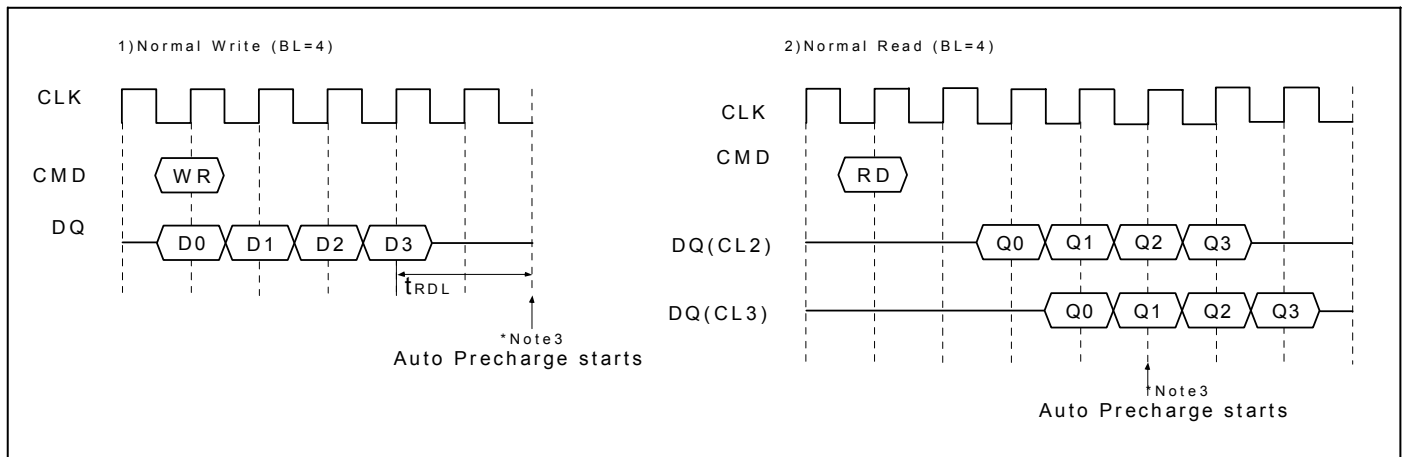 1)Normal Write (BL=4)
CLK
CMD
WR
DQ
D0 D1 D2 D3
tRDL
*Note3
Auto Precharge starts
2)Normal Read (BL=4)
CLK
CMD
RD
DQ(CL2)
Q0 Q1 Q2 Q3
DQ(CL3)
Q0 Q1 Q2 Q3
*Note3
Auto Precharge starts